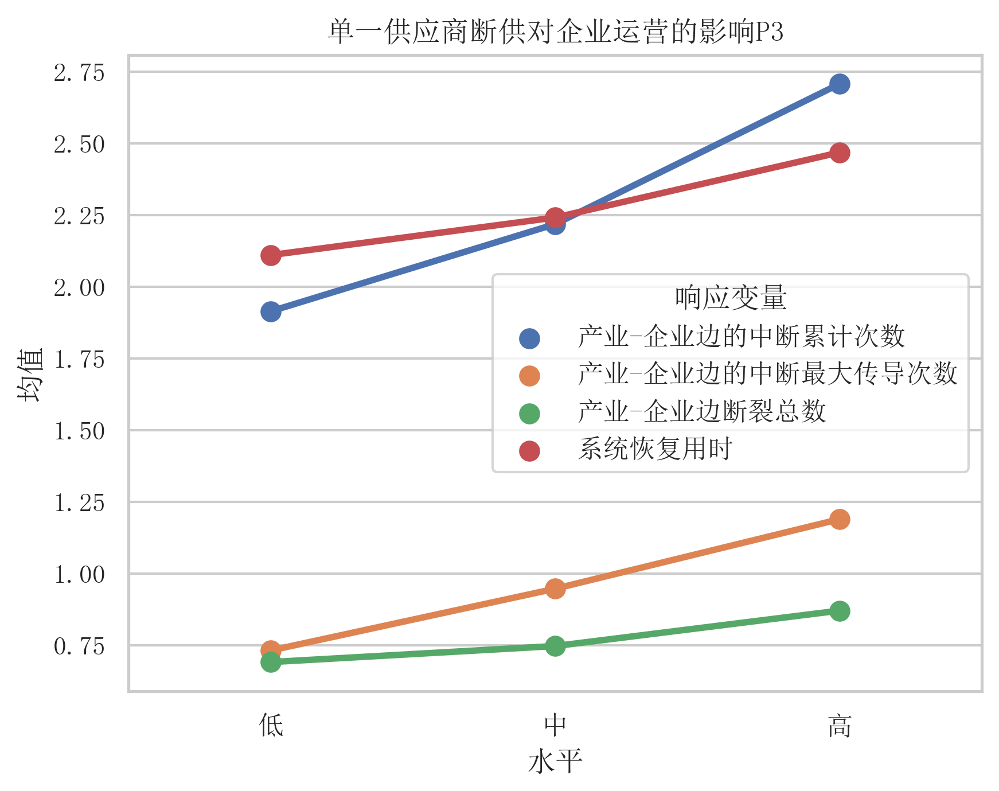 单一供应商断供对企业运营的影响P3
均值
2.75
2.50
2.25
2.00
1.75
1.50
1.25
1.00
0.75
响应变量
产业-企业边的中断累计次数
产业-企业边的中断最大传导次数
产业-企业边断裂总数
系统恢复用时
低 中 高
水平